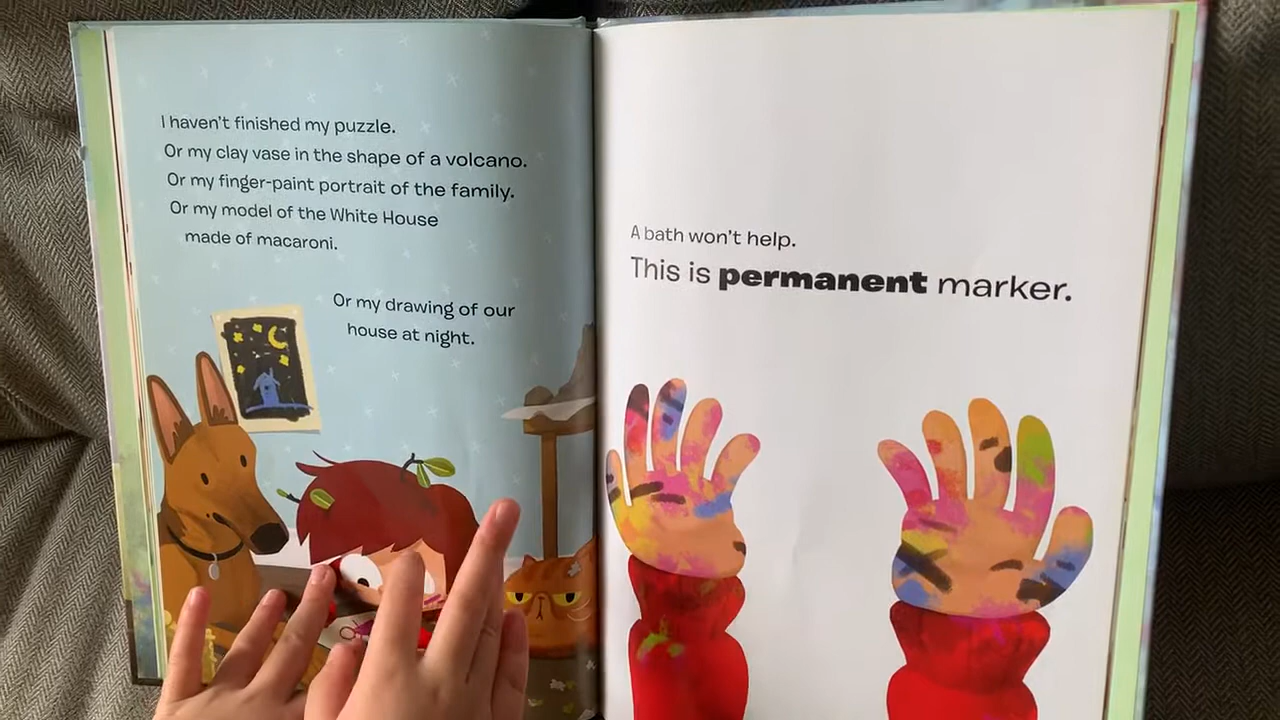 I haven't finished my puzzle.
Or my clay vase in the shape of a volcano.
Or my finger-paint portrait of the family.
Or my model of the White House
made of macaroni.
Or my drawing of our
house at night.
A bath won't help.
This is permanent marker.